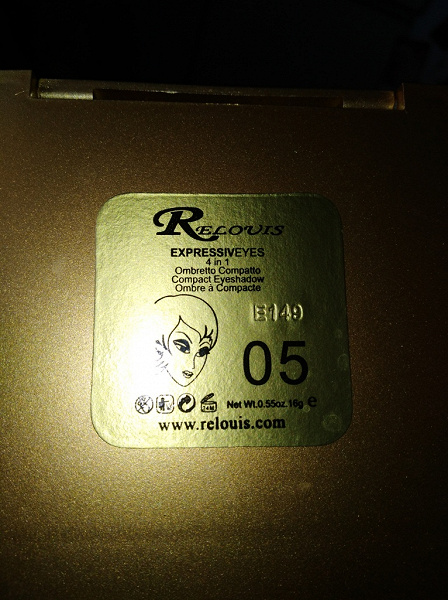 RELOUIS
EXPRESSIVEYES
4 in 1
Ombretto Compatto
Compact Eyeshadow
Ombre à Compacte
E149
05
24M Net Wt.0.55oz.16g e
www.relouis.com